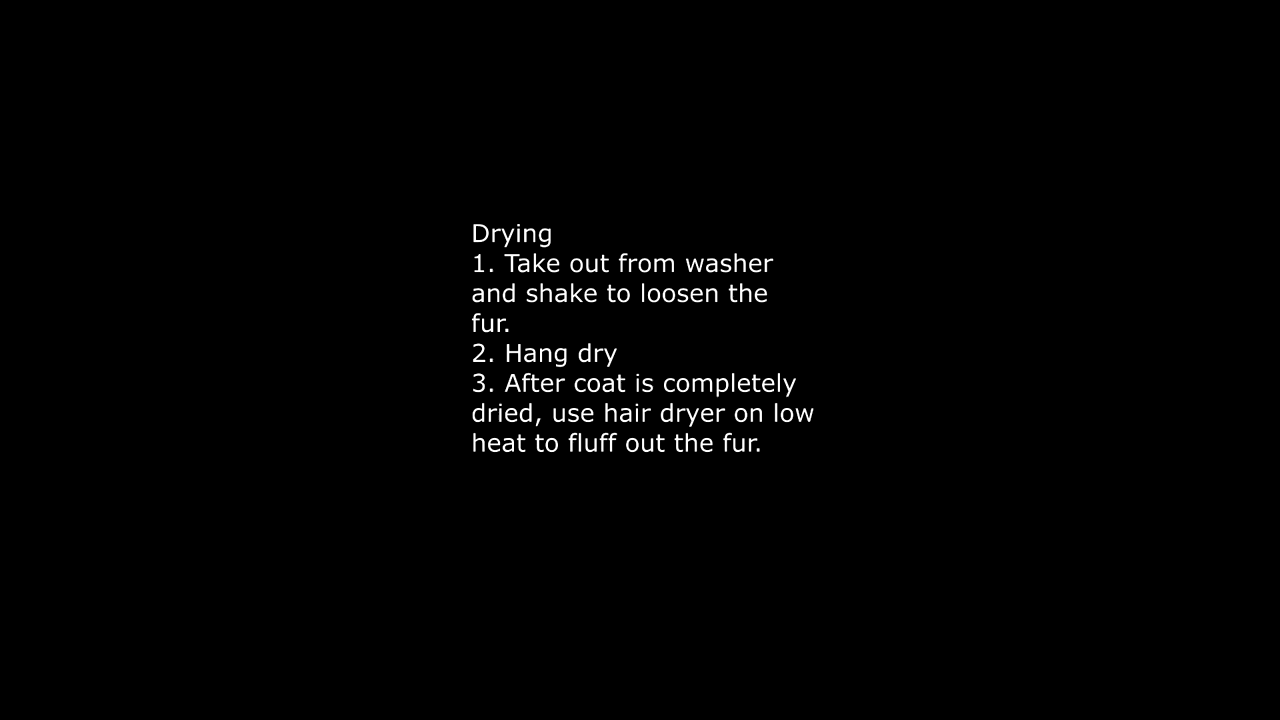 Drying
1. Take out from washer
and shake to loosen the
fur.
2. Hang dry
3. After coat is completely
dried, use hair dryer on low
heat to fluff out the fur.